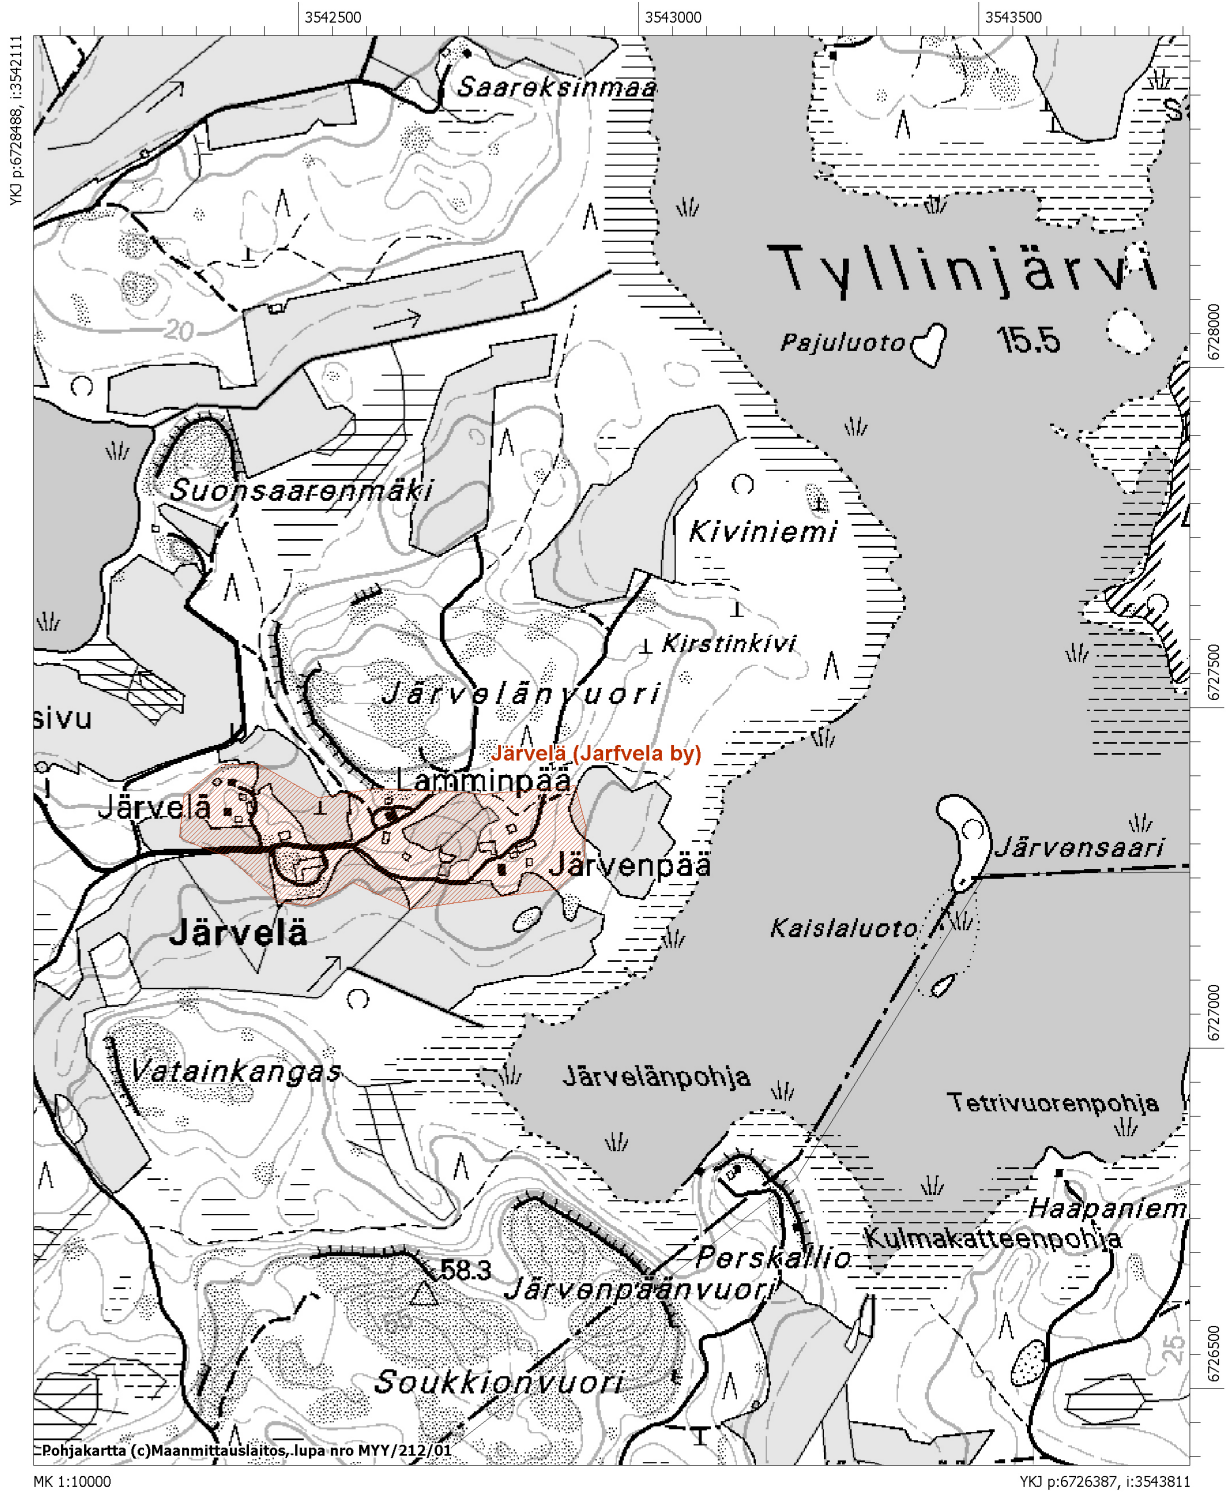 3542500
3543000
3543500
YKJ p:6728488, i:3542111
Saareksinmaa
Tyllinjärvi
20
Pajuluoto
15.5
6728000
Suonsaarenmäki
Kiviniemi
Kirstinkivi
6727500
Järvelänvuori
sivu
Järvelä (Jarfvela by)
Lamminpää
Järvelä
Järvensaari
Järvenpää
Järvelä
Kaislaluoto
6727000
Vatainkangas
Järvelänpohja
Tetrivuorenpohja
Haapaniem
Kulmakatteenpohja
Perskallio
58.3
Järvenpäänvuori
6726500
25
Soukkionvuori
Pohjakartta (c)Maanmittauslaitos, lupa nro MYY/212/01
MK 1:10000
YKJ p:6726387, i:3543811